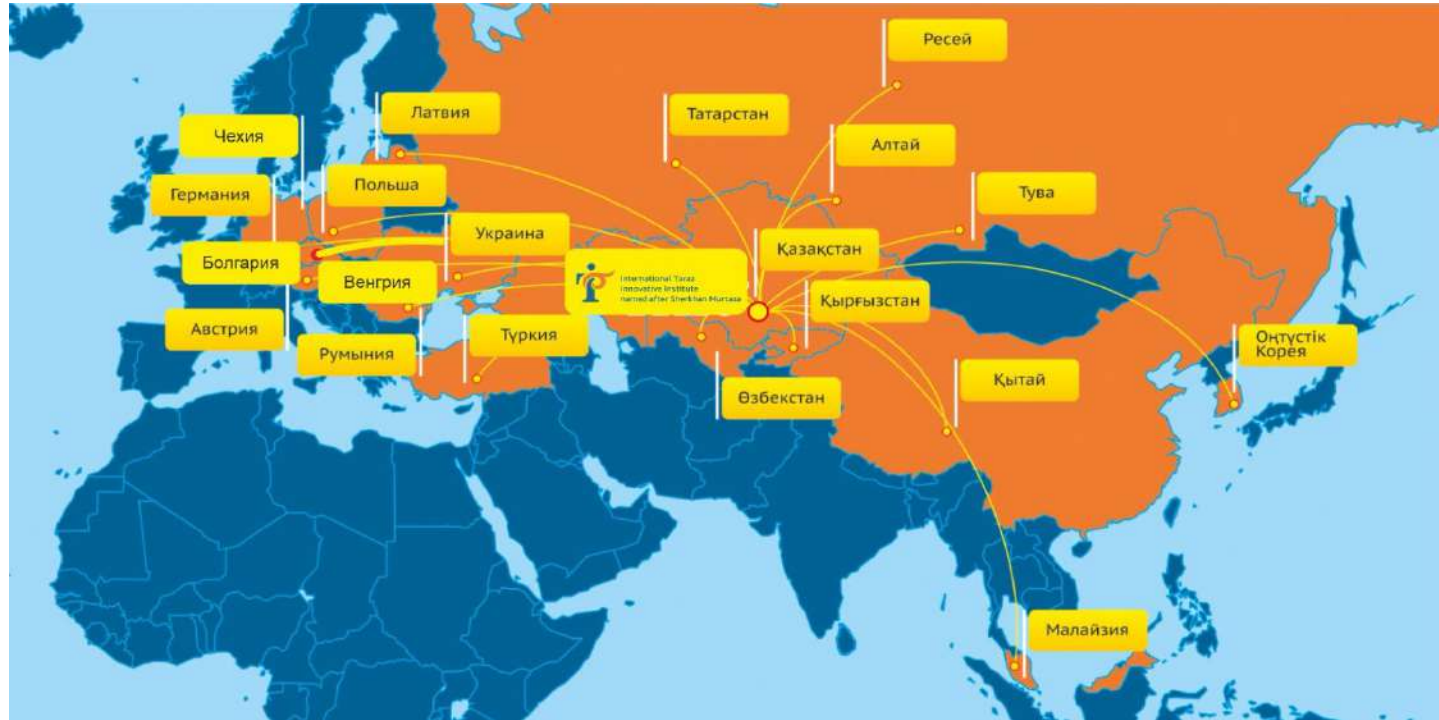 Ресей
Латвия
Татарстан
Чехия
Алтай
Польша
Германия
Тува
Украина
Қазақстан
Болгария
Венгрия
International Taraz
Innovative Institute
named after Sherkhan Murtaza
Қырғызстан
Австрия
Румыния
Түркия
Оңтүстік
Корея
Қытай
Өзбекстан
Малайзия